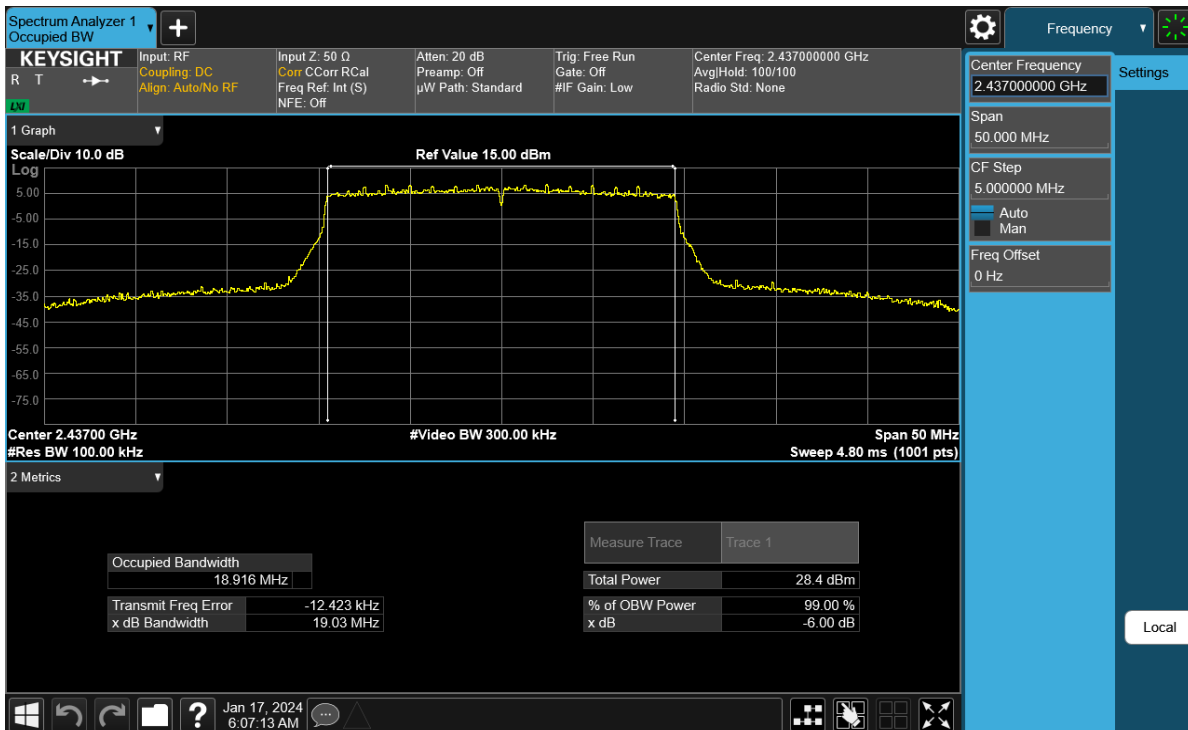 Spectrum Analyzer 1
Occupied BW
Frequency
KEYSIGHT
R T
LXI
Input: RF
Coupling: DC
Align: Auto/No RF
Input Z: 50 Ω
Corr CCorr RCal
Freq Ref: Int (S)
NFE: Off
Atten: 20 dB
Preamp: Off
µW Path: Standard
Trig: Free Run
Gate: Off
#IF Gain: Low
Center Freq: 2.437000000 GHz
Avg|Hold: 100/100
Radio Std: None
Center Frequency
2.437000000 GHz
Settings
Span
50.000 MHz
CF Step
5.000000 MHz
Auto
Man
Freq Offset
0 Hz
Local
1 Graph
Scale/Div 10.0 dB
Ref Value 15.00 dBm
Log
5.00
-5.00
-15.0
-25.0
-35.0
-45.0
-55.0
-65.0
-75.0
Center 2.43700 GHz
#Video BW 300.00 kHz
Span 50 MHz
#Res BW 100.00 kHz
Sweep 4.80 ms (1001 pts)
2 Metrics
Measure Trace
Trace 1
Occupied Bandwidth
18.916 MHz
Total Power
28.4 dBm
Transmit Freq Error
-12.423 kHz
% of OBW Power
99.00 %
x dB Bandwidth
19.03 MHz
x dB
-6.00 dB
?
Jan 17, 2024
6:07:13 AM